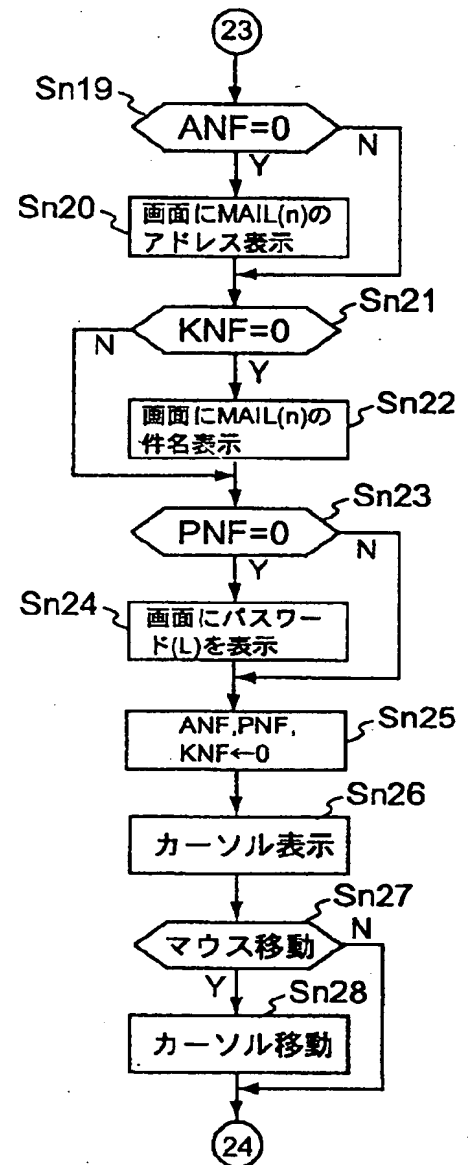 23
Sn19
ANF=0
N
Y
Sn20
画面にMAIL(n)の
アドレス表示
Sn21
KNF=0
N
Y
Sn22
画面にMAIL(n)の
件名表示
Sn23
PNF=0
N
Y
Sn24
画面にパスワー
ド(L)を表示
Sn25
ANF,PNF,
KNF←0
Sn26
カーソル表示
Sn27
マウス移動
N
Y
Sn28
カーソル移動
24